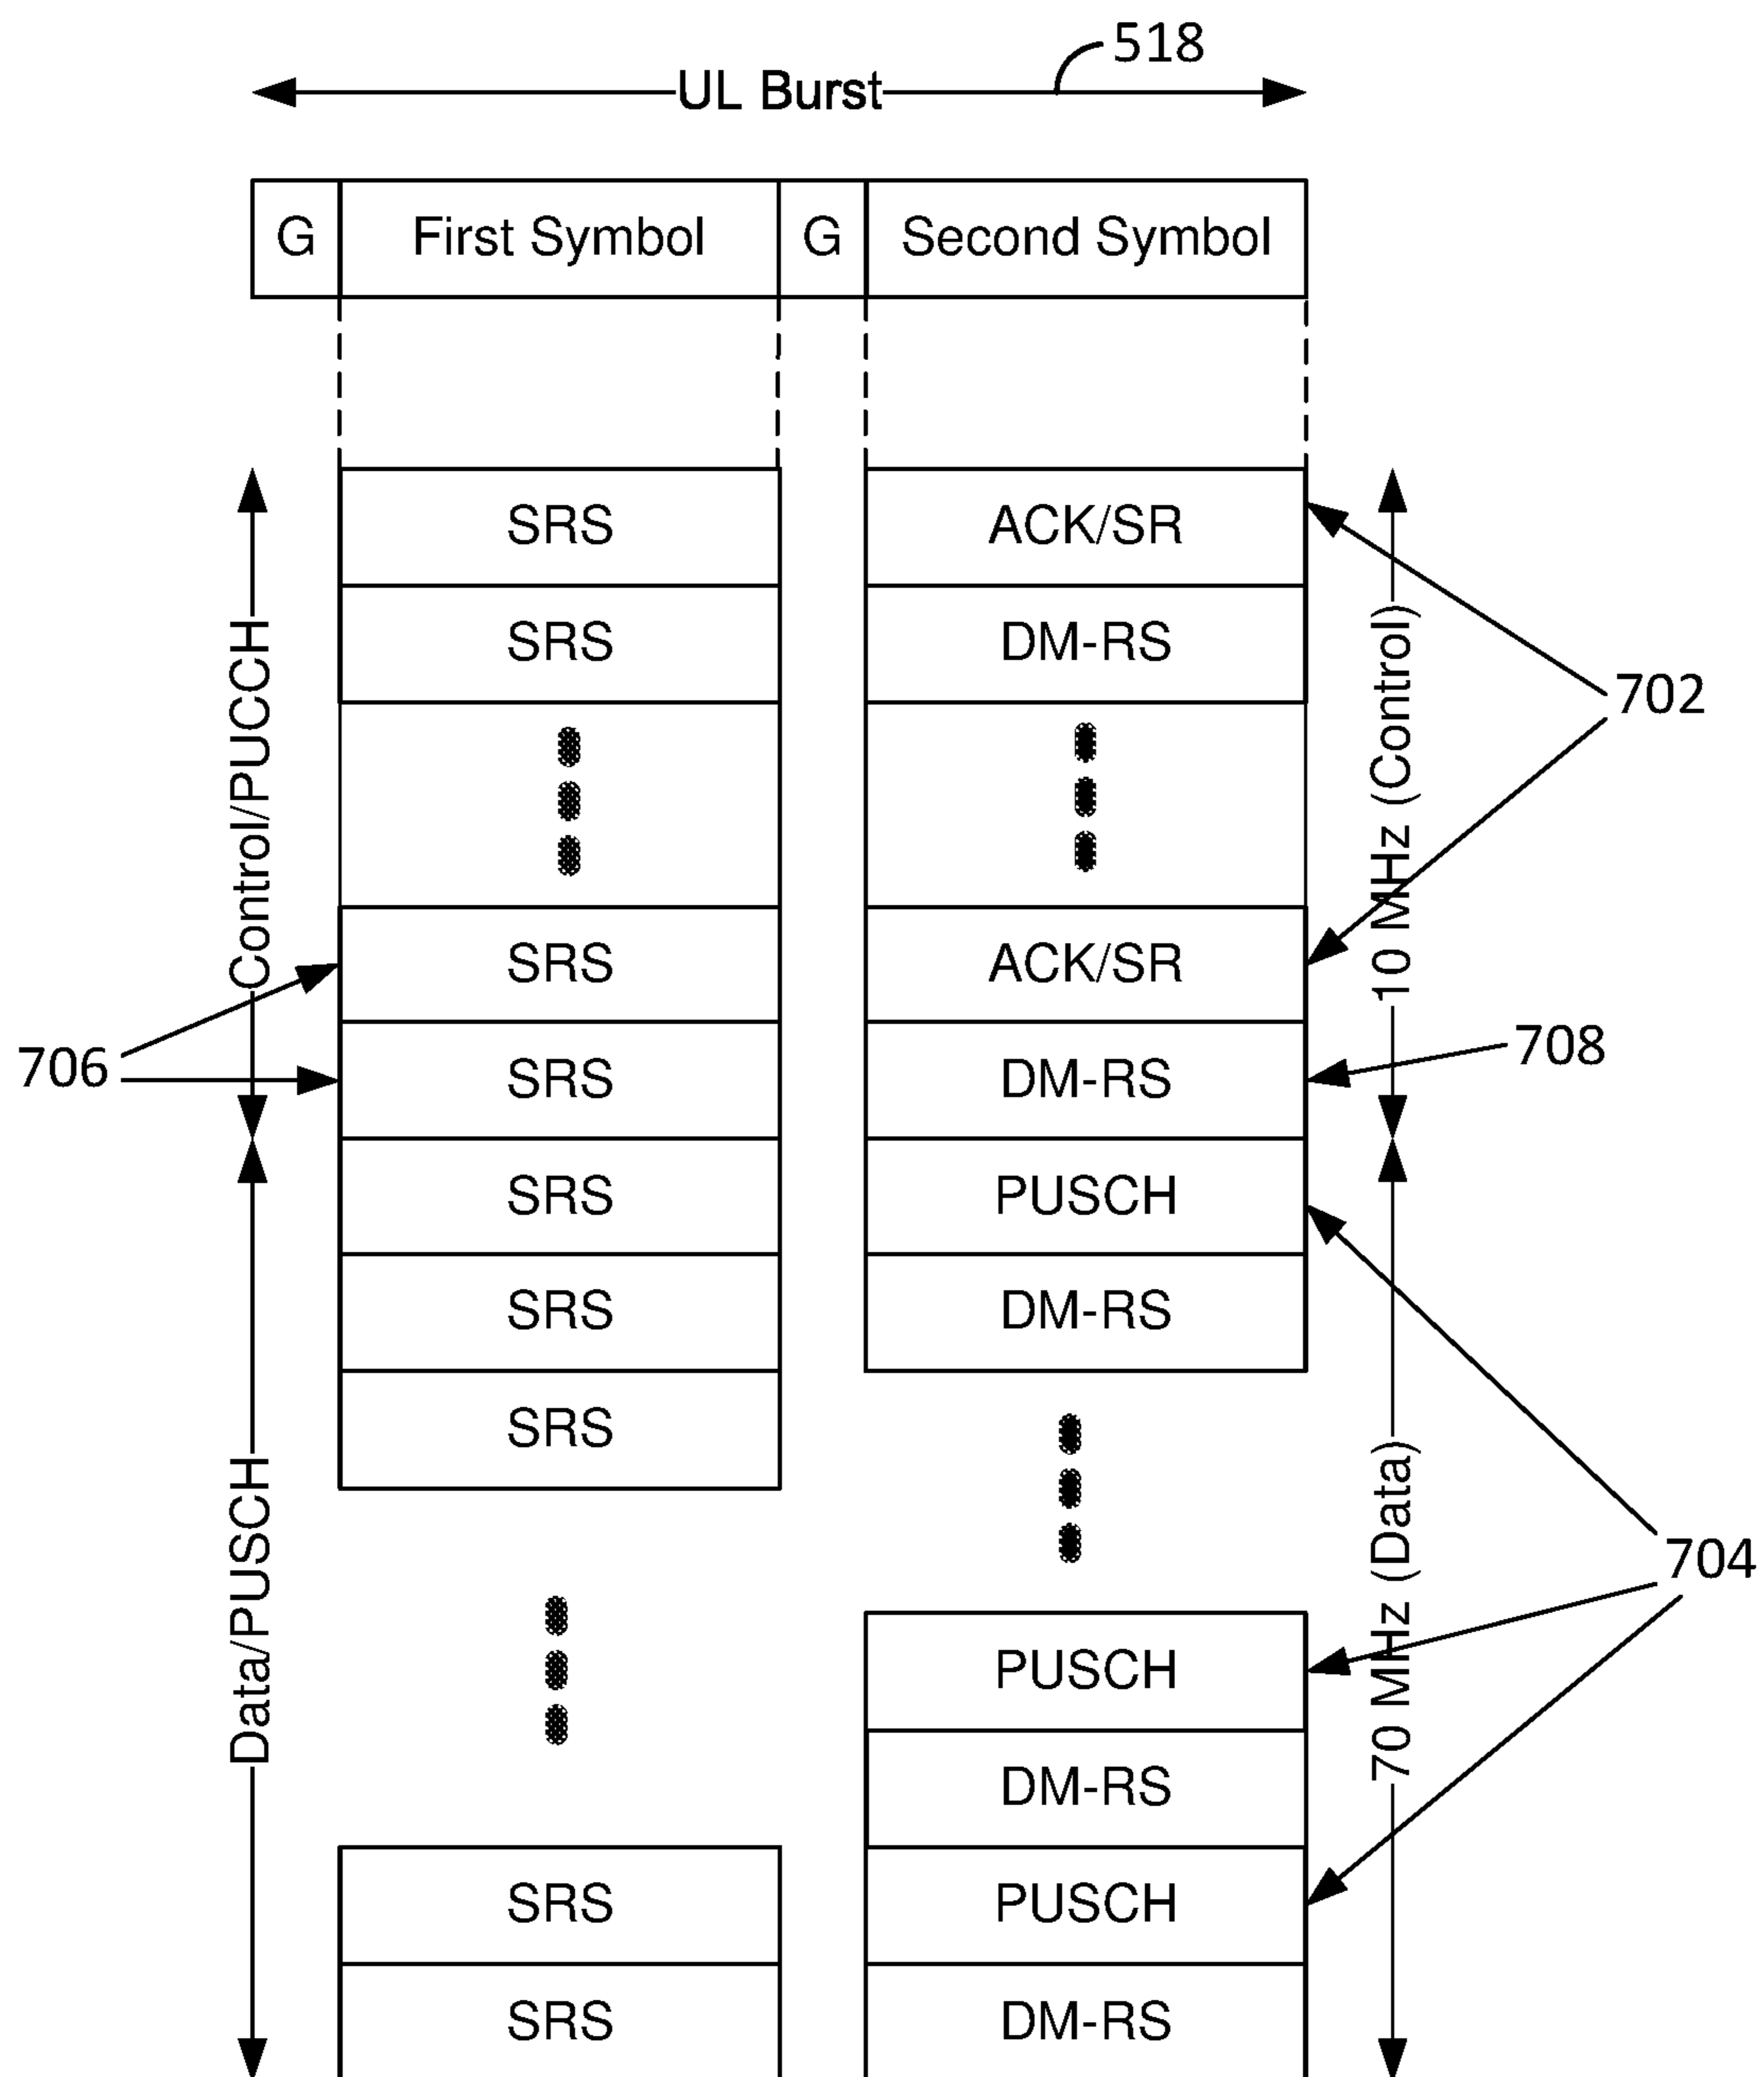 518
UL Burst
G First Symbol G Second Symbol
SRS ACK/SR
SRS DM-RS
702
Control/PUCCH
10 MHz (Control)
SRS ACK/SR
706
SRS DM-RS
708
SRS PUSCH
SRS DM-RS
SRS
Data/PUSCH
70 MHz (Data)
704
PUSCH
DM-RS
SRS PUSCH
SRS DM-RS